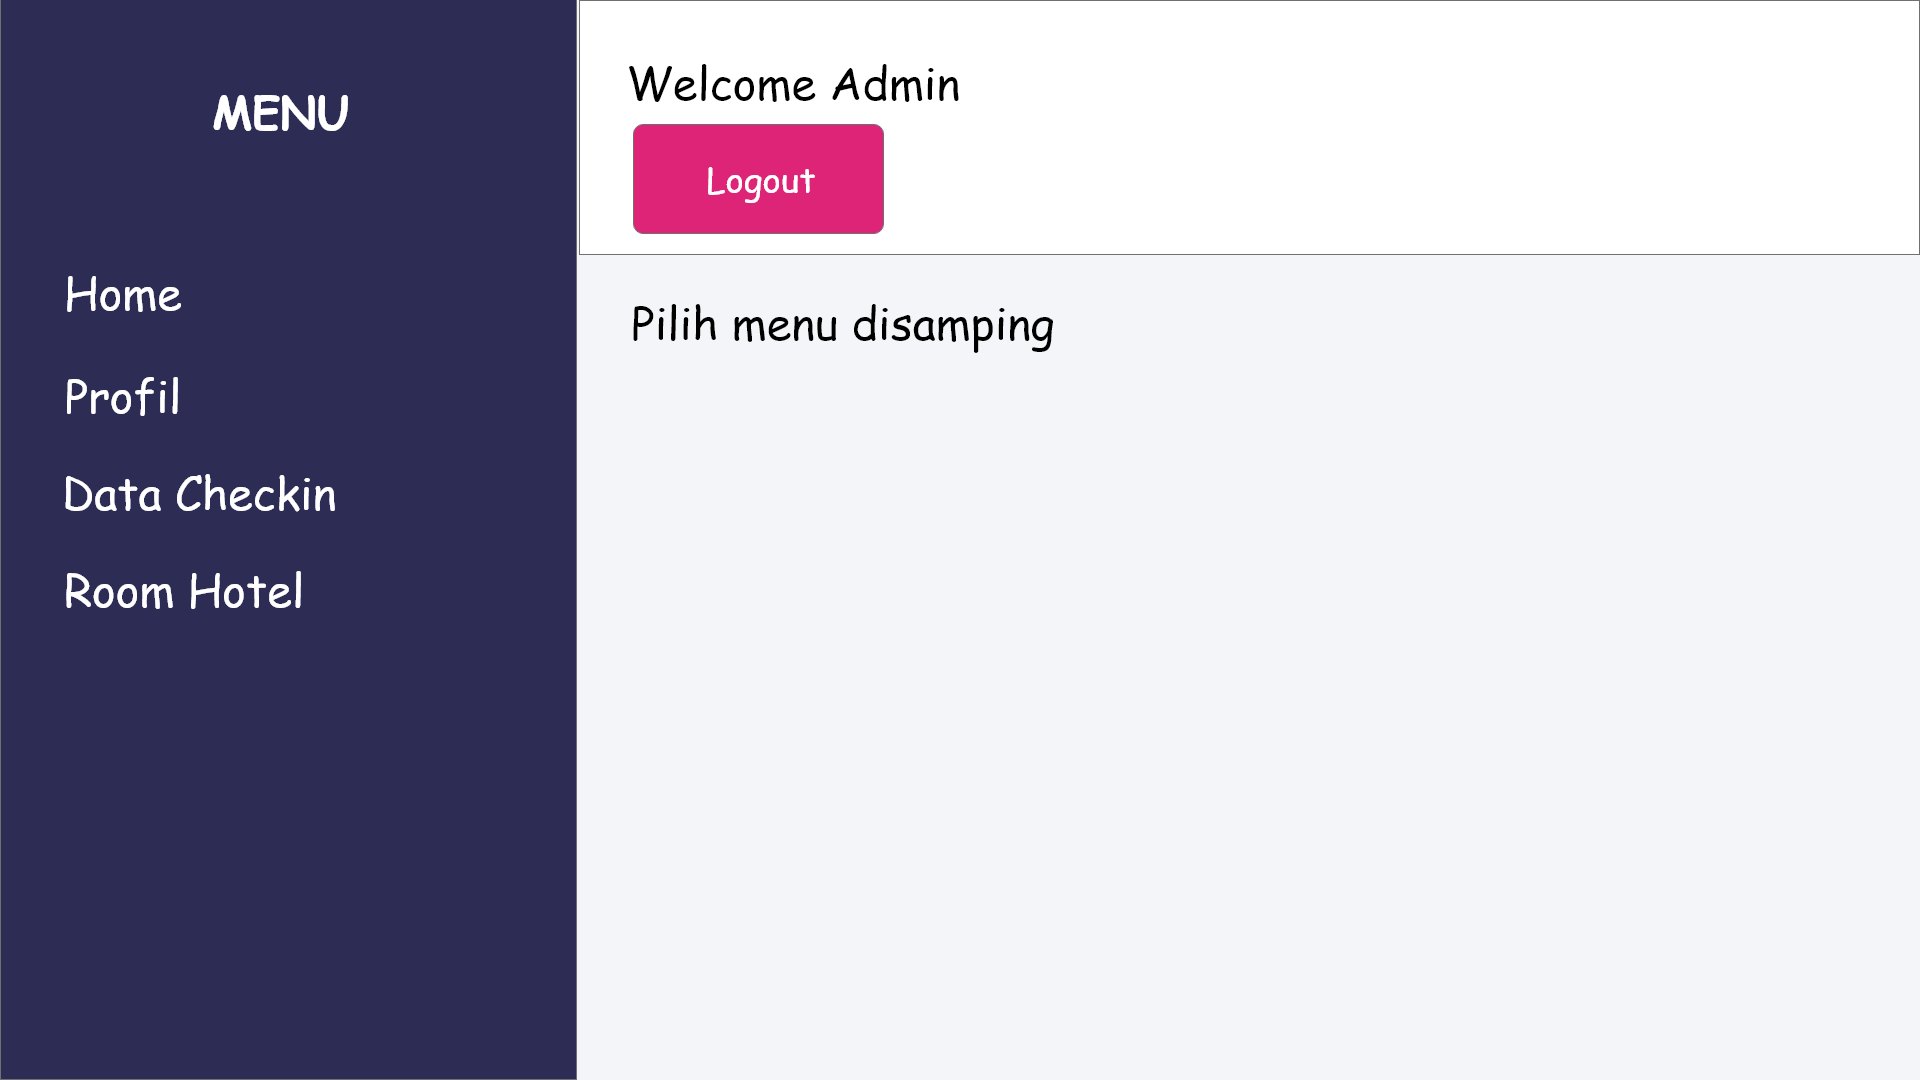 MENU
Home
Profil
Data Checkin
Room Hotel
Welcome Admin
Logout
Pilih menu disamping